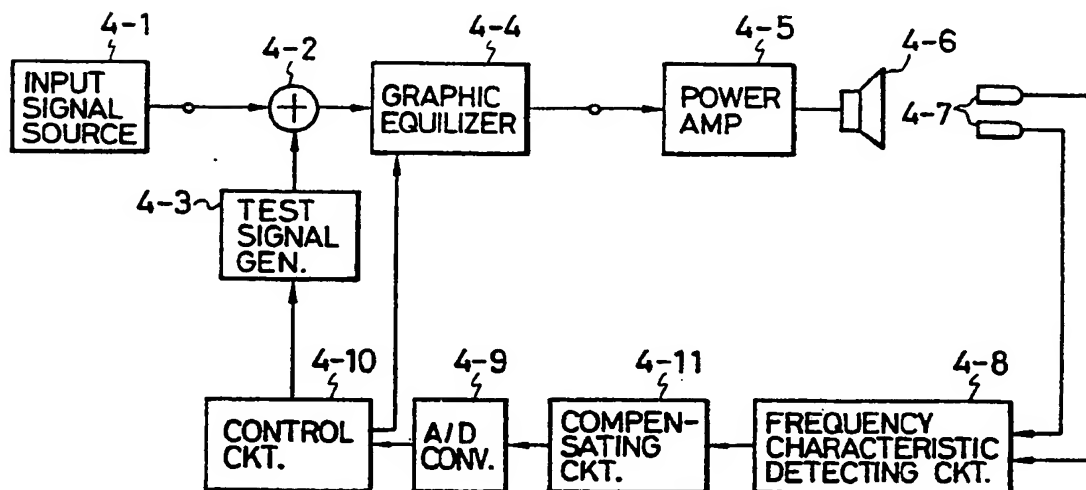 4-1
INPUT
SIGNAL
SOURCE
4-2
+
4-3
TEST
SIGNAL
GEN.
4-4
GRAPHIC
EQUILIZER
4-5
POWER
AMP
4-6
4-7
4-10
CONTROL
CKT.
4-9
A/D
CONV.
4-11
COMPEN-
SATING
CKT.
4-8
FREQUENCY
CHARACTERISTIC
DETECTING CKT.